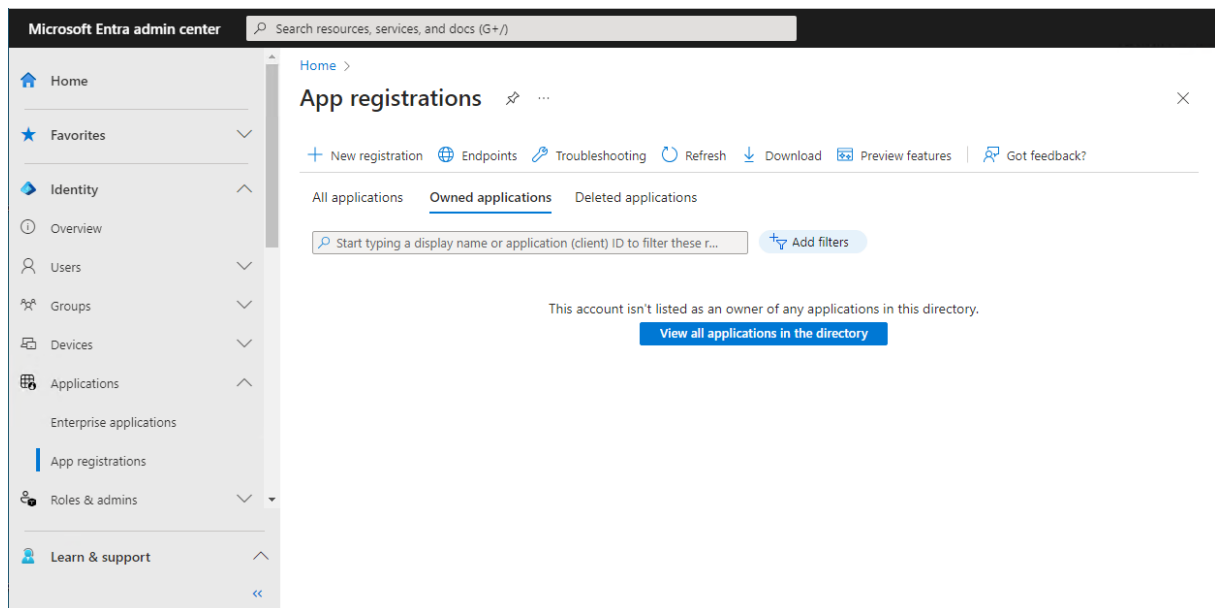 Microsoft Entra admin center
Search resources, services, and docs (G+/)
Home
Favorites
Identity
Overview
Users
Groups
Devices
Applications
Enterprise applications
App registrations
Roles & admins
Learn & support
Home >
App registrations
New registration Endpoints Troubleshooting Refresh Download Preview features Got feedback?
All applications Owned applications Deleted applications
Start typing a display name or application (client) ID to filter these r... Add filters
This account isn't listed as an owner of any applications in this directory.
View all applications in the directory